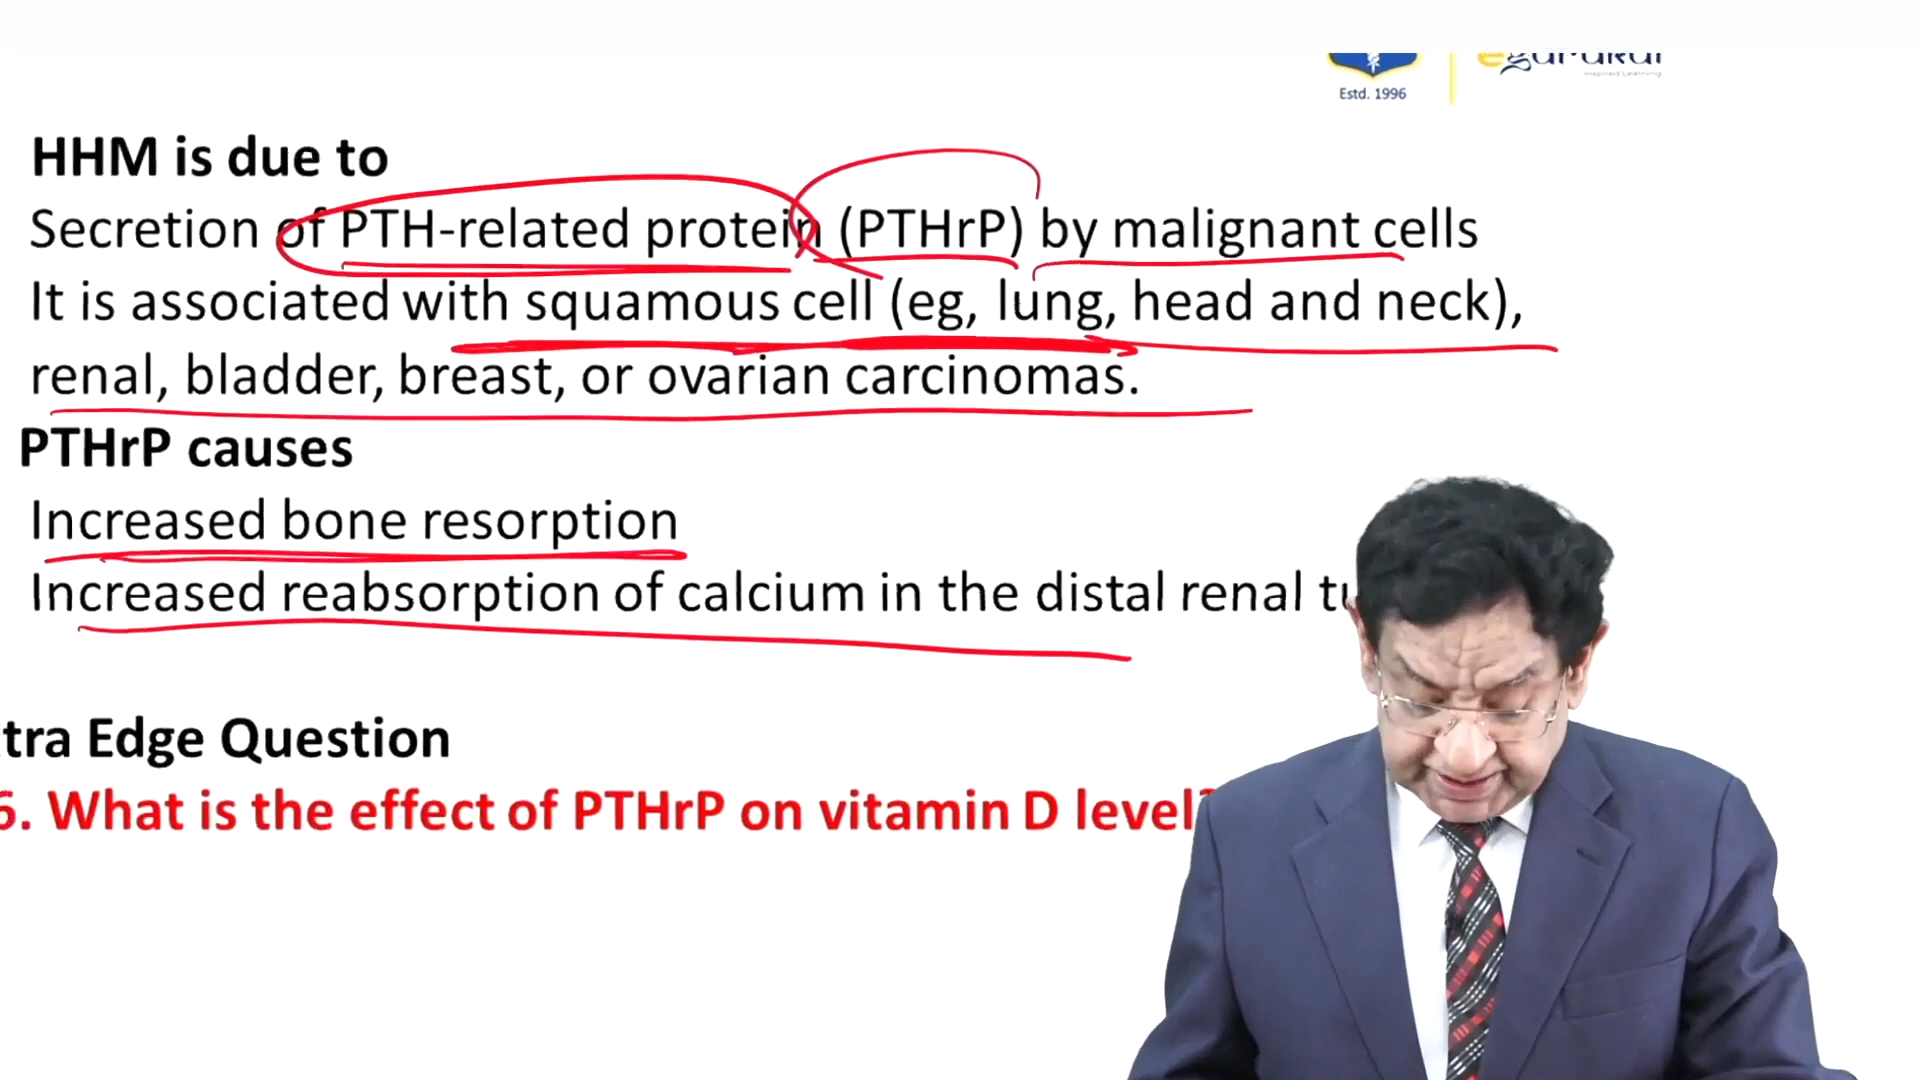 Estd. 1996
HHM is due to
Secretion of PTH-related protein (PTHrP) by malignant cells
It is associated with squamous cell (eg, lung, head and neck),
renal, bladder, breast, or ovarian carcinomas.
PTHrP causes
Increased bone resorption
Increased reabsorption of calcium in the distal renal
tra Edge Question
6. What is the effect of PTHrP on vitamin D level?